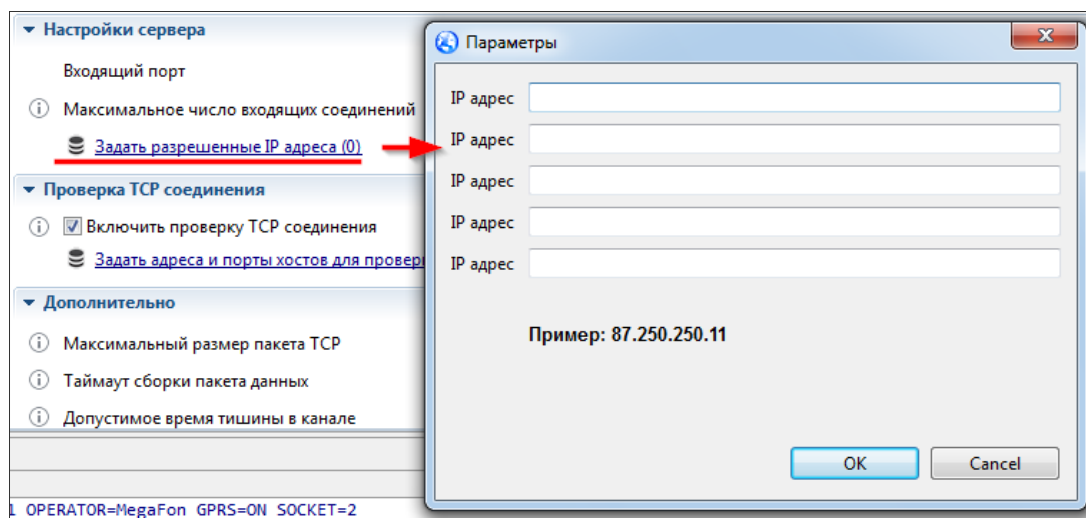 Настройки сервера
Входящий порт
Максимальное число входящих соединений
Задать разрешенные IP адреса (0)
Проверка TCP соединения
Включить проверку TCP соединения
Задать адреса и порты хостов для
Дополнительно
Максимальный размер пакета TCP
Таймаут сборки пакета данных
Допустимое время тишины в канале
OPERATOR=MegaFon GPRS=ON SOCKET=2
Параметры
IP адрес
IP адрес
IP адрес
IP адрес
IP адрес
Пример: 87.250.250.11
OK
Cancel